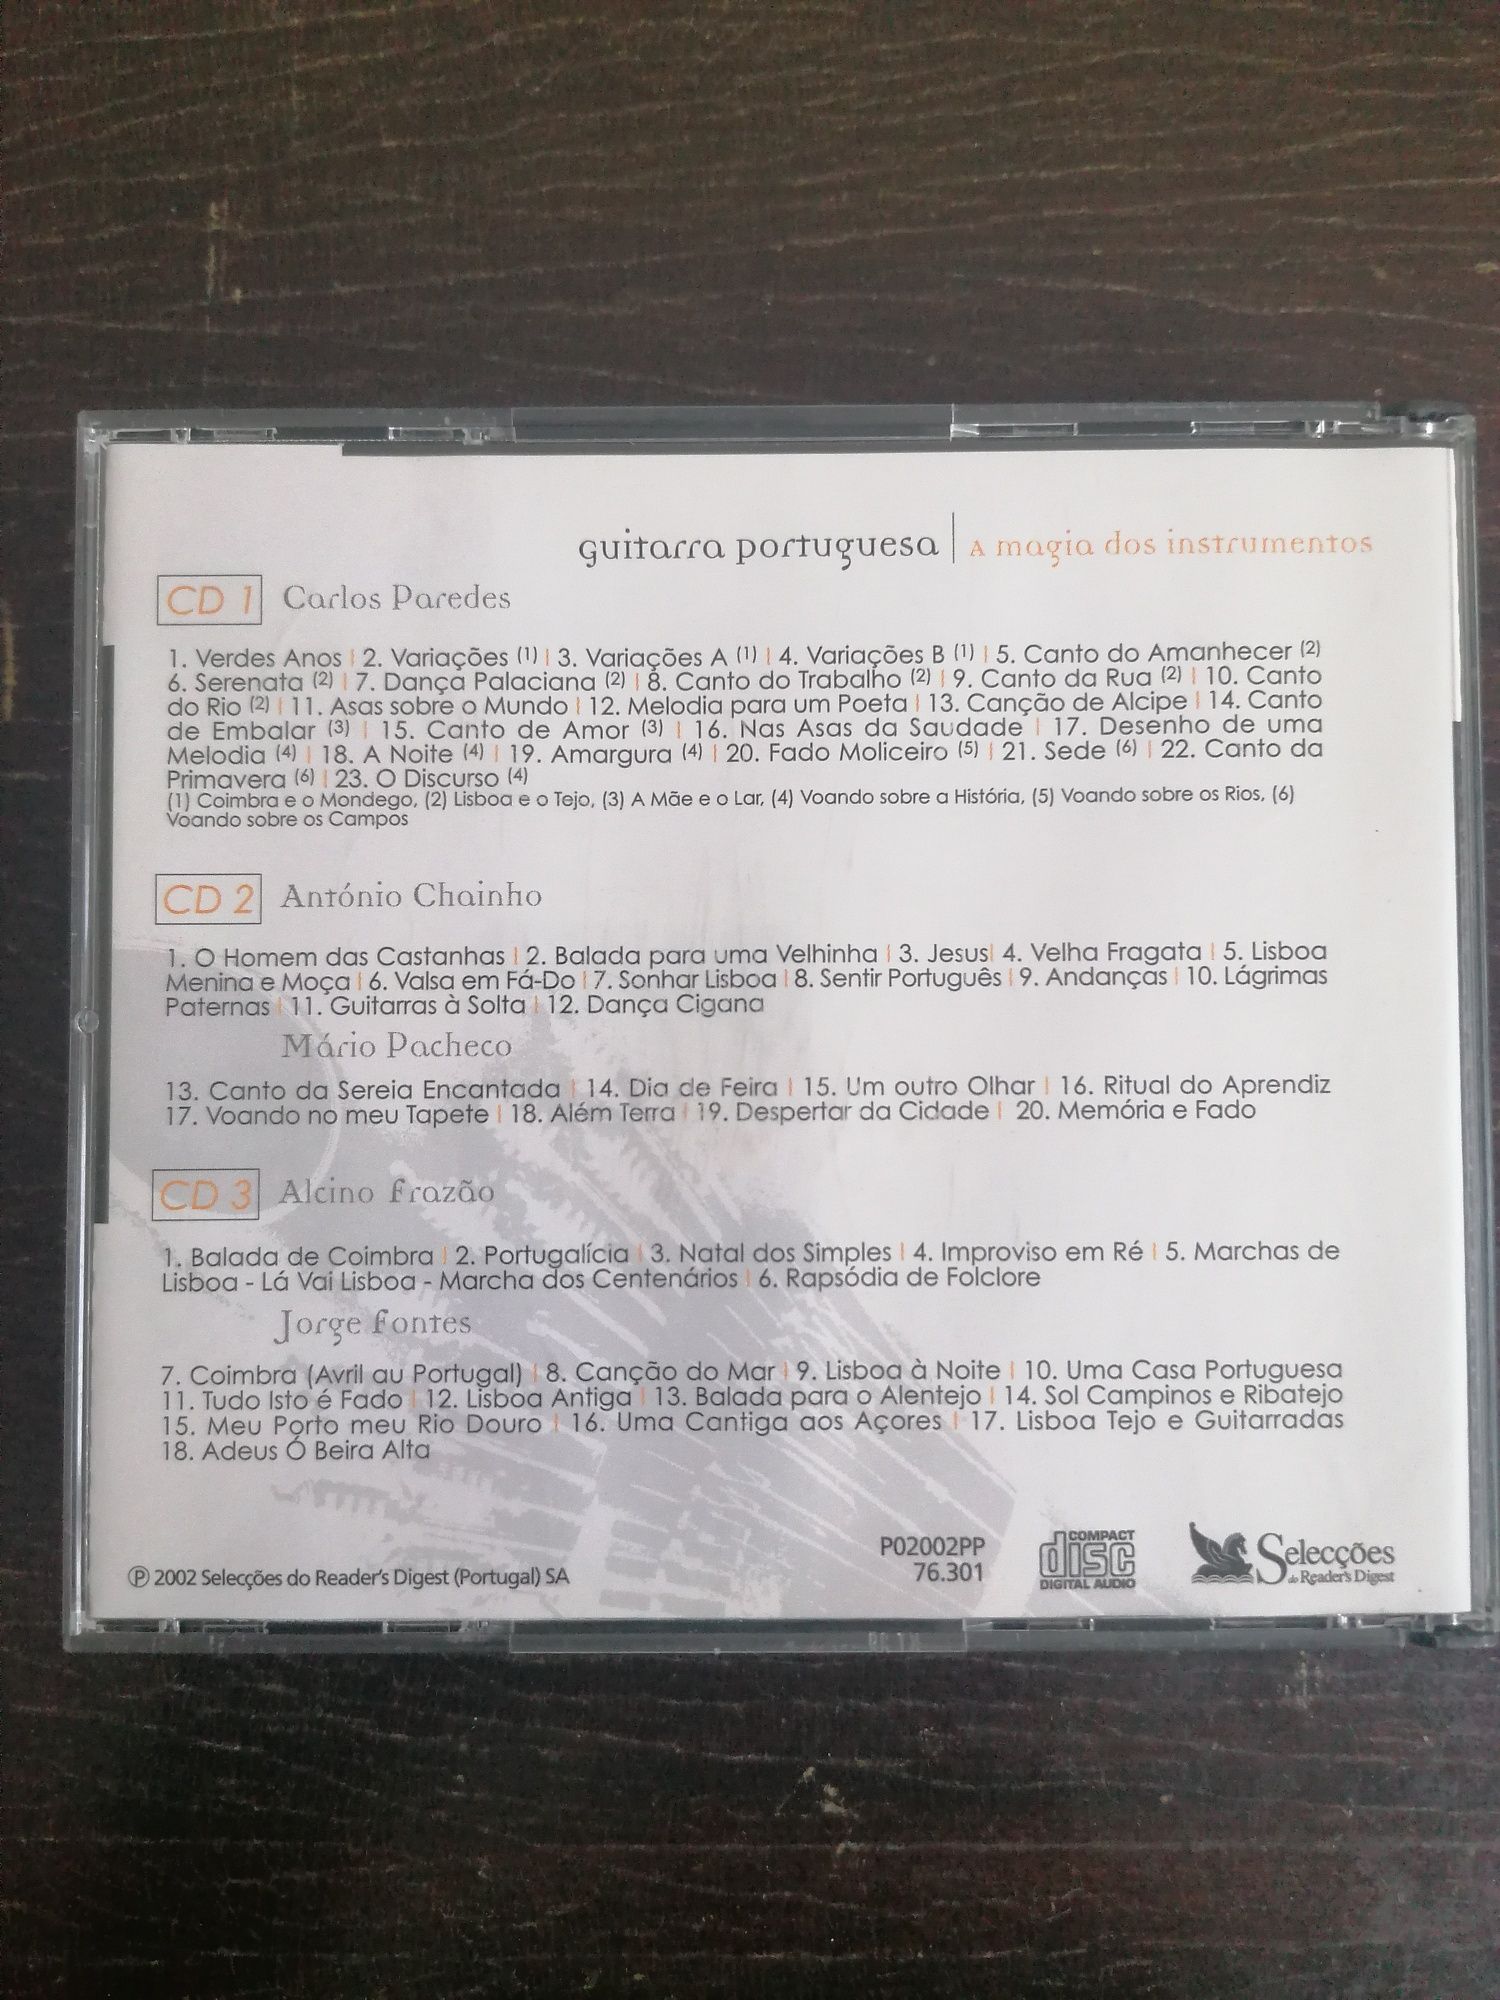 guitarra portuguesa | A magia dos instrumentos
CD 1 Carlos Paredes
1. Verdes Anos | 2. Variações (1) | 3. Variações A (1) | 4. Variações B (1) | 5. Canto do Amanhecer (2)
6. Serenata (2) | 7. Dança Palaciana (2) | 8. Canto do Trabalho (2) | 9. Canto da Rua (2) | 10. Canto
do Rio (2) | 11. Asas sobre o Mundo | 12. Melodia para um Poeta | 13. Canção de Alcipe | 14. Canto
de Embalar (3) | 15. Canto de Amor (3) | 16. Nas Asas da Saudade | 17. Desenho de uma
Melodia (4) | 18. A Noite (4) | 19. Amargura (4) | 20. Fado Moliceiro (5) | 21. Sede (6) | 22. Canto da
Primavera (6) | 23. O Discurso (4)
(1) Coimbra e o Mondego, (2) Lisboa e o Tejo, (3) A Mãe e o Lar, (4) Voando sobre a História, (5) Voando sobre os Rios, (6)
Voando sobre os Campos
CD 2 António Chainho
1. O Homem das Castanhas | 2. Balada para uma Velhinha | 3. Jesus| 4. Velha Fragata | 5. Lisboa
Menina e Moça | 6. Valsa em Fá-Do | 7. Sonhar Lisboa | 8. Sentir Português | 9. Andanças | 10. Lágrimas
Paternas | 11. Guitarras à Solta | 12. Dança Cigana
Mário Pacheco
13. Canto da Sereia Encantada | 14. Dia de Feira | 15. Um outro Olhar | 16. Ritual do Aprendiz
17. Voando no meu Tapete | 18. Além Terra | 19. Despertar da Cidade | 20. Memória e Fado
CD 3 Alcino Frazão
1. Balada de Coimbra | 2. Portugalícia | 3. Natal dos Simples | 4. Improviso em Ré | 5. Marchas de
Lisboa - Lá Vai Lisboa - Marcha dos Centenários | 6. Rapsódia de Folclore
Jorge Fontes
7. Coimbra (Avril au Portugal) | 8. Canção do Mar | 9. Lisboa à Noite | 10. Uma Casa Portuguesa
11. Tudo Isto é Fado | 12. Lisboa Antiga | 13. Balada para o Alentejo | 14. Sol Campinos e Ribatejo
15. Meu Porto meu Rio Douro | 16. Uma Cantiga aos Açores | 17. Lisboa Tejo e Guitarradas
18. Adeus Ó Beira Alta
℗ 2002 Selecções do Reader's Digest (Portugal) SA
P02002PP
76.301
COMPACT
disc
DIGITAL AUDIO
Selecções
do Reader's Digest